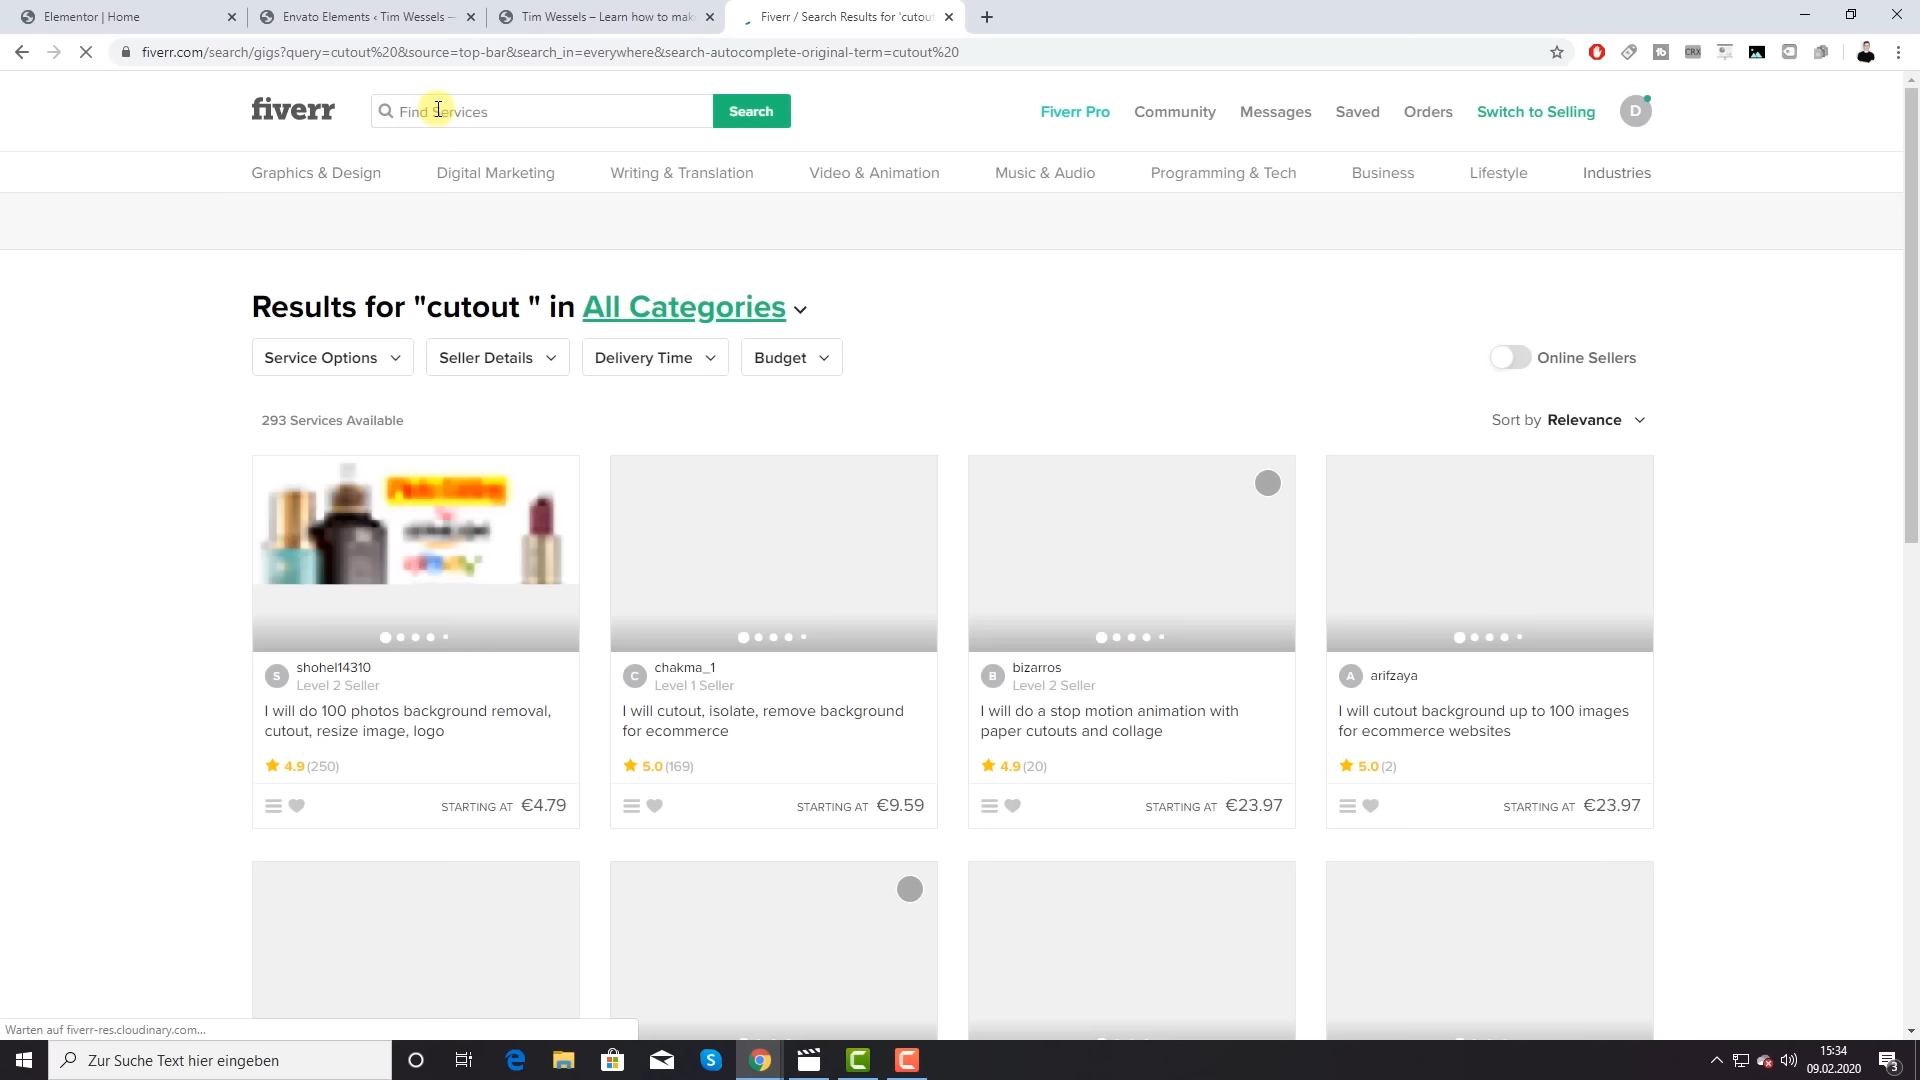 Elementor | Home
Envato Elements ‹ Tim Wessels —
Tim Wessels – Learn how to mak
Fiverr / Search Results for 'cutout
fiverr.com/search/gigs?query=cutout%20&source=top-bar&search_in=everywhere&search-autocomplete-original-term=cutout%20
fiverr
Find Services
Search
Fiverr Pro
Community
Messages
Saved
Orders
Switch to Selling
D
Graphics & Design
Digital Marketing
Writing & Translation
Video & Animation
Music & Audio
Programming & Tech
Business
Lifestyle
Industries
Results for "cutout " in All Categories
Service Options
Seller Details
Delivery Time
Budget
Online Sellers
293 Services Available
Sort by Relevance
S
shohel14310
Level 2 Seller
I will do 100 photos background removal,
cutout, resize image, logo
4.9 (250)
STARTING AT €4.79
C
chakma_1
Level 1 Seller
I will cutout, isolate, remove background
for ecommerce
5.0 (169)
STARTING AT €9.59
B
bizarros
Level 2 Seller
I will do a stop motion animation with
paper cutouts and collage
4.9 (20)
STARTING AT €23.97
A
arifzaya
I will cutout background up to 100 images
for ecommerce websites
5.0 (2)
STARTING AT €23.97
Warten auf fiverr-res.cloudinary.com...
Zur Suche Text hier eingeben
15:34
09.02.2020
3